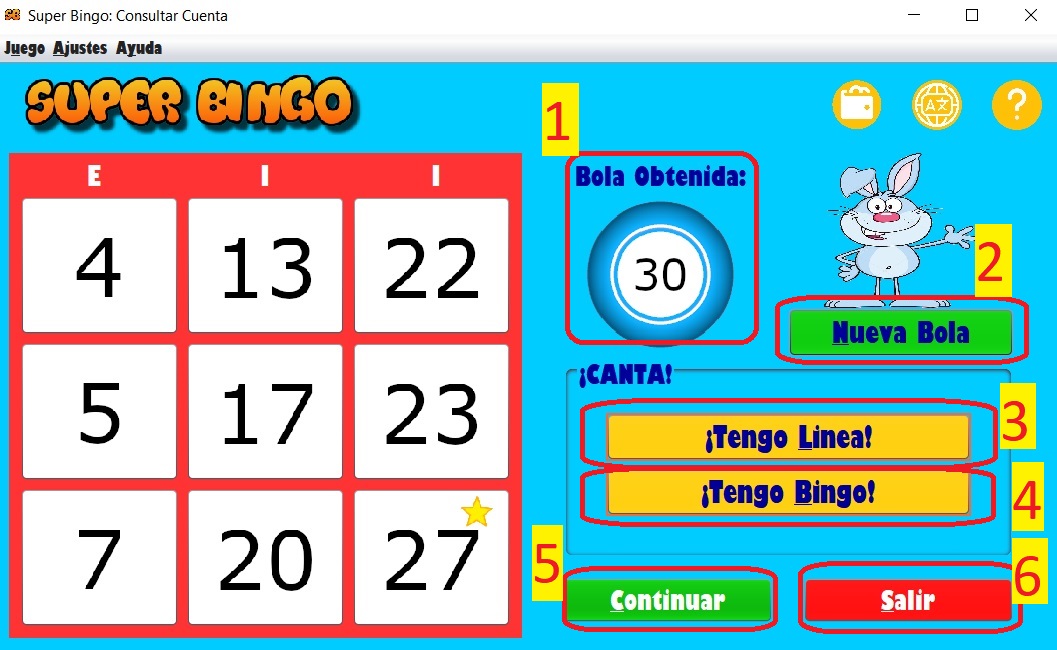 Super Bingo: Consultar Cuenta
Juego Ajustes Ayuda
SUPER BINGO
?
E I I
4 13 22
5 17 23
7 20 27
1
Bola Obtenida:
30
2
Nueva Bola
¡CANTA!
3
¡Tengo Linea!
4
¡Tengo Bingo!
5
Continuar
6
Salir